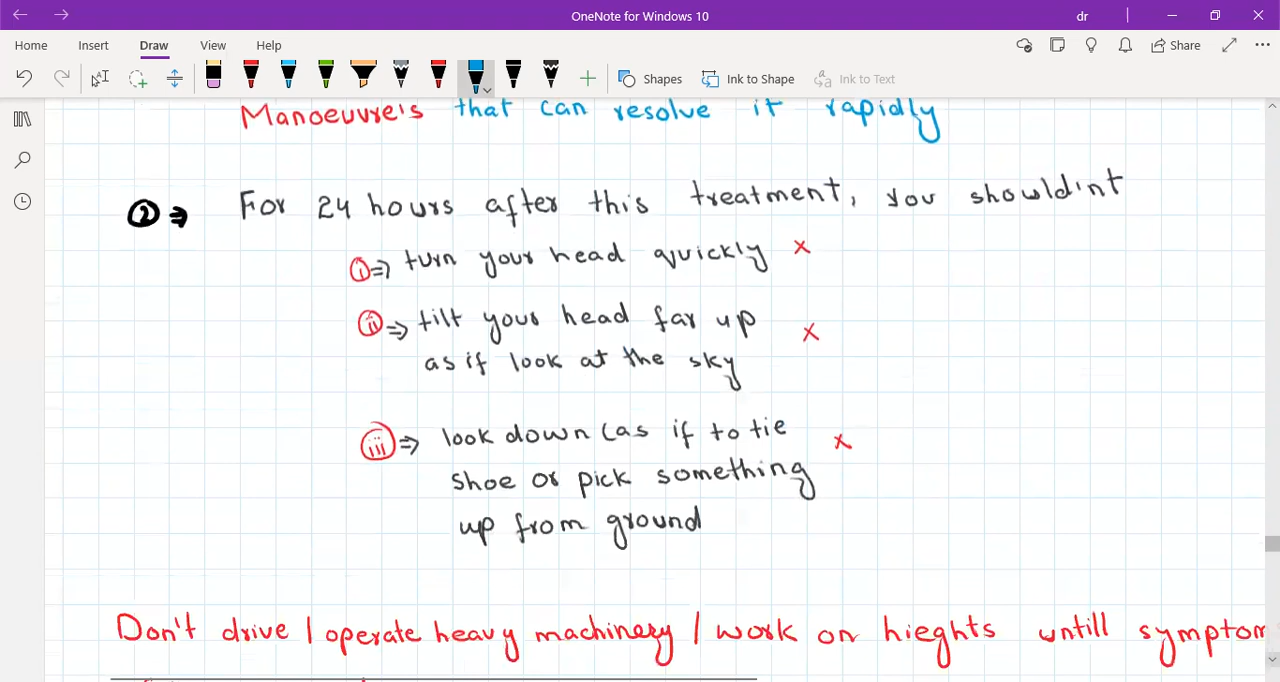 OneNote for Windows 10
dr
Home Insert Draw View Help
Share
Shapes Ink to Shape Ink to Text
Manoeuvre's that can resolve it rapidly
② ⇒ For 24 hours after this treatment, you should'nt
(i) ⇒ turn your head quickly ×
(ii) ⇒ tilt your head far up ×
as if look at the sky
(iii) ⇒ look down (as if to tie ×
shoe or pick something
up from ground
Don't drive / operate heavy machinery / work on hieghts untill symptom